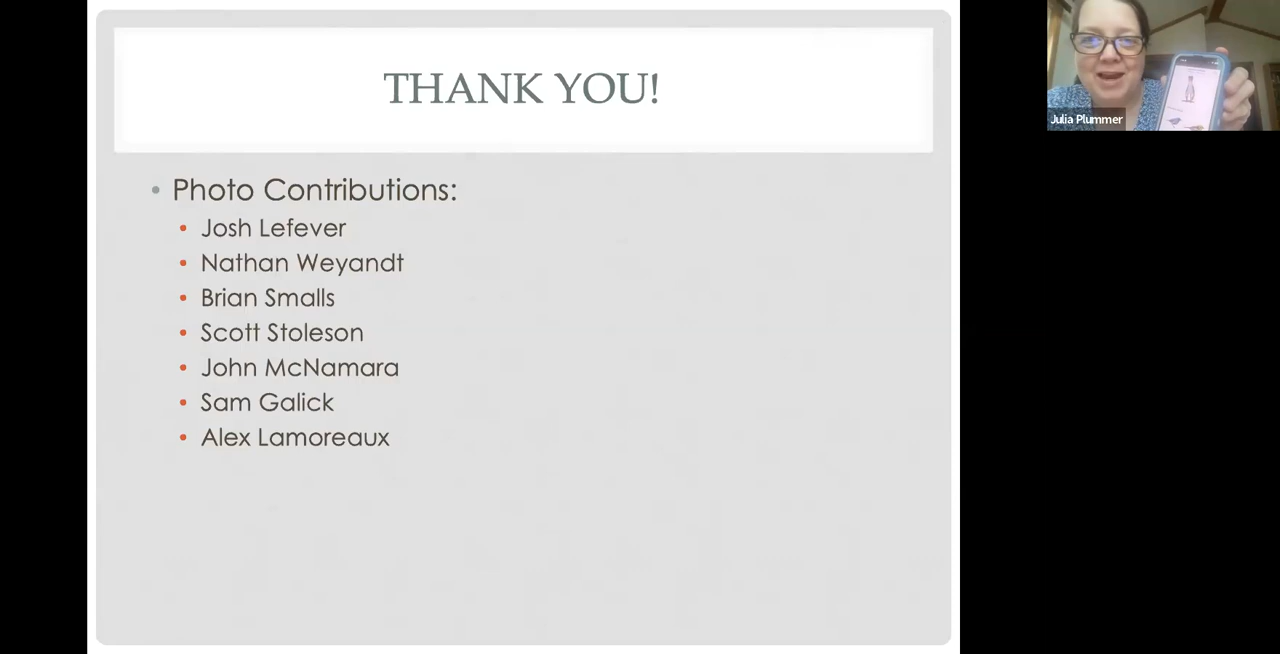 THANK YOU!
Photo Contributions:
Josh Lefever
Nathan Weyandt
Brian Smalls
Scott Stoleson
John McNamara
Sam Galick
Alex Lamoreaux
Julia Plummer